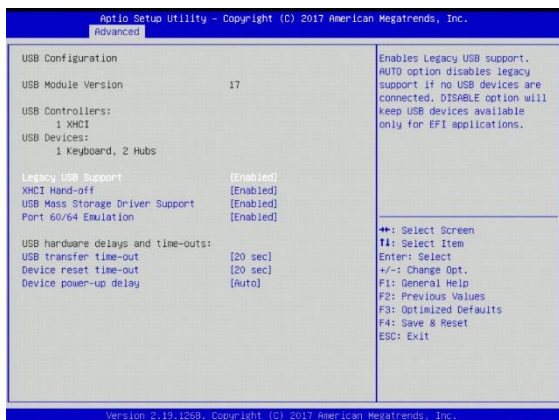 Aptio Setup Utility – Copyright (C) 2017 American Megatrends, Inc.
Advanced
USB Configuration
USB Module Version 17
USB Controllers:
1 XHCI
USB Devices:
1 Keyboard, 2 Hubs
Legacy USB Support [Enabled]
XHCI Hand-off [Enabled]
USB Mass Storage Driver Support [Enabled]
Port 60/64 Emulation [Enabled]
USB hardware delays and time-outs:
USB transfer time-out [20 sec]
Device reset time-out [20 sec]
Device power-up delay [Auto]
Enables Legacy USB support.
AUTO option disables legacy
support if no USB devices are
connected. DISABLE option will
keep USB devices available
only for EFI applications.
→←: Select Screen
↑↓: Select Item
Enter: Select
+/-: Change Opt.
F1: General Help
F2: Previous Values
F3: Optimized Defaults
F4: Save & Reset
ESC: Exit
Version 2.19.1268. Copyright (C) 2017 American Megatrends, Inc.